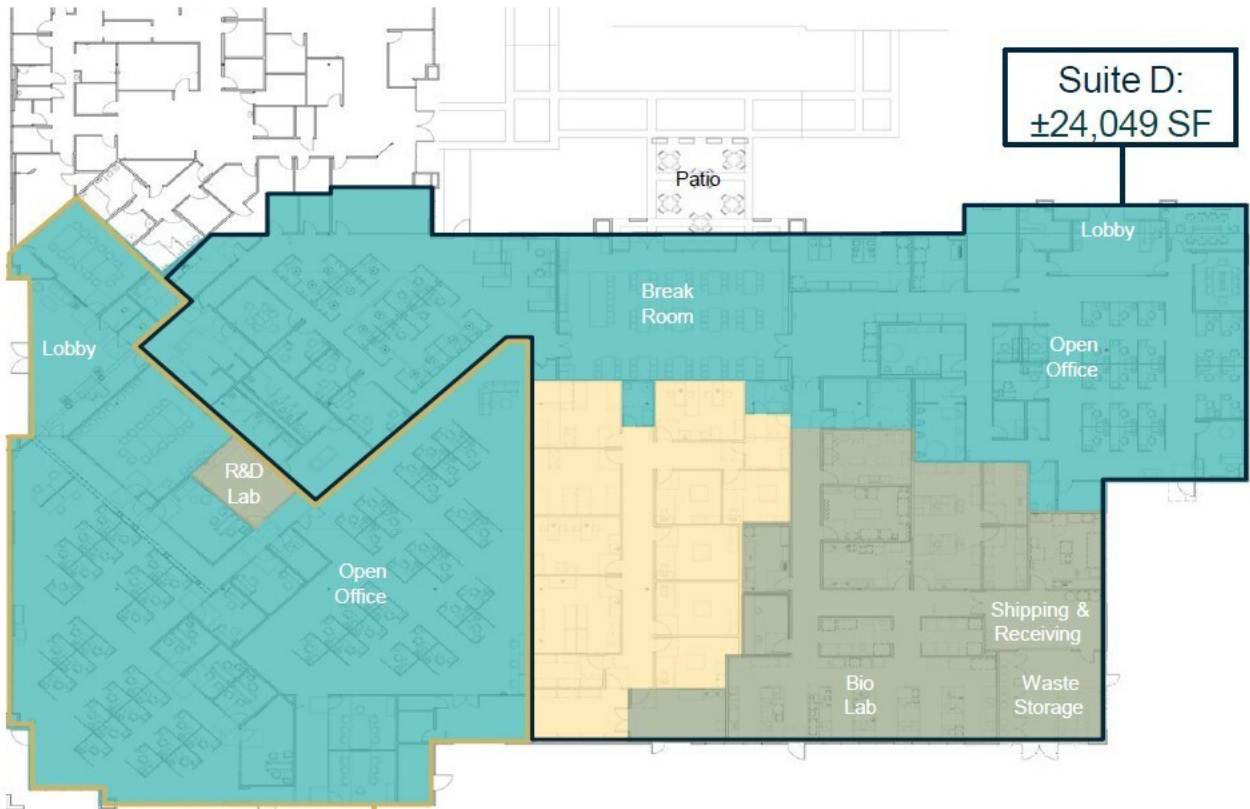 Suite D:
±24,049 SF
Patio
Lobby
Break
Room
Lobby
Open
Office
R&D
Lab
Open
Office
Shipping &
Receiving
Bio
Lab
Waste
Storage